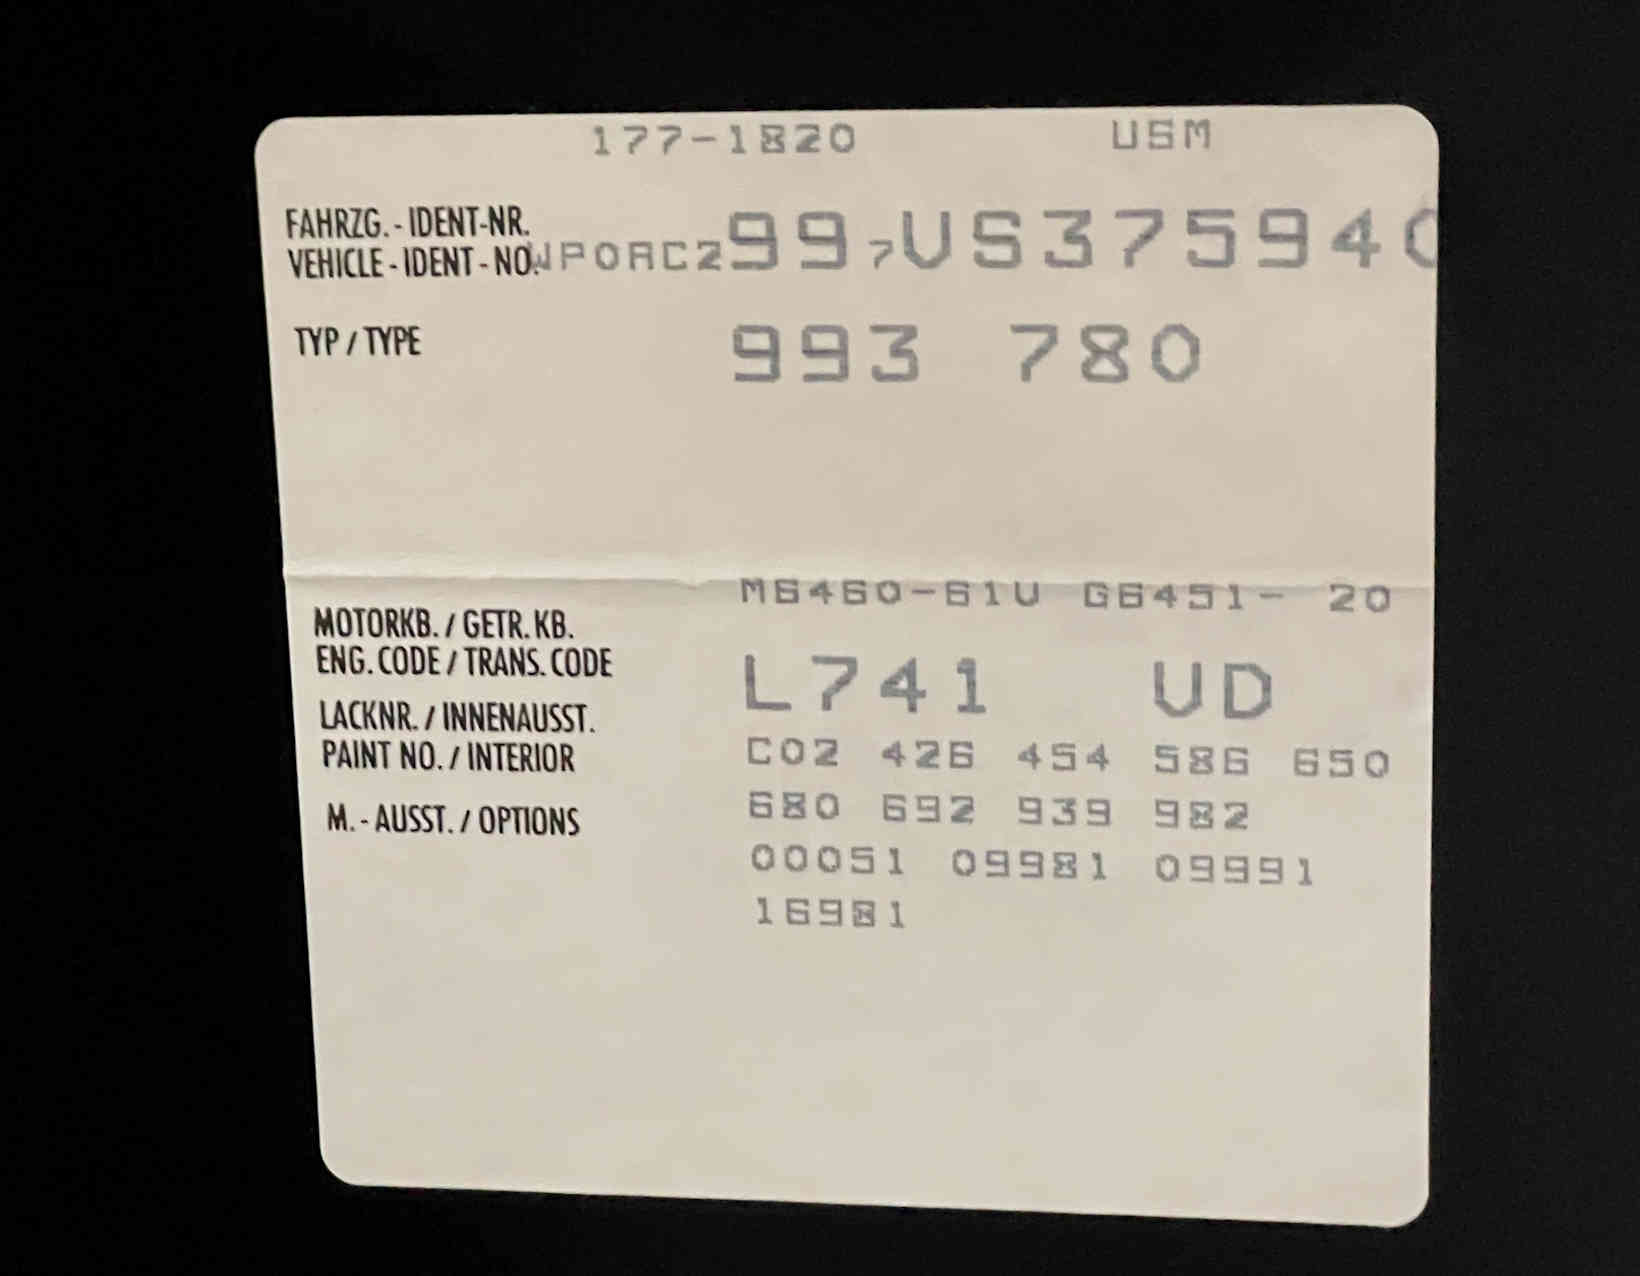 177-1820 USM
FAHRZG.-IDENT-NR.
VEHICLE-IDENT-NO. WP0AC2997VS375940
TYP / TYPE 993 780
M6460-61U G6451- 20
MOTORKB. / GETR. KB.
ENG. CODE / TRANS. CODE
L741 UD
LACKNR. / INNENAUSST.
PAINT NO. / INTERIOR
C02 426 454 586 650
680 692 939 982
M.-AUSST. / OPTIONS
00051 09981 09991
16981